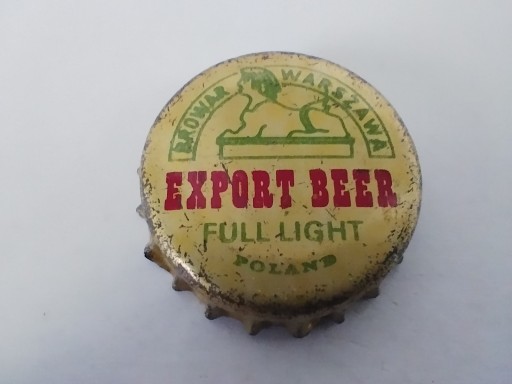 BROWAR WARSZAWA
EXPORT BEER
FULL LIGHT
POLAND